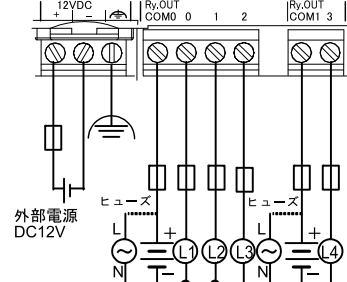 12VDC
+ −
Ry,OUT
COM0 0 1 2
Ry,OUT
COM1 3
外部電源
DC12V
ヒューズ
ヒューズ
L + L1 L2 L3 L + L4
N − N −